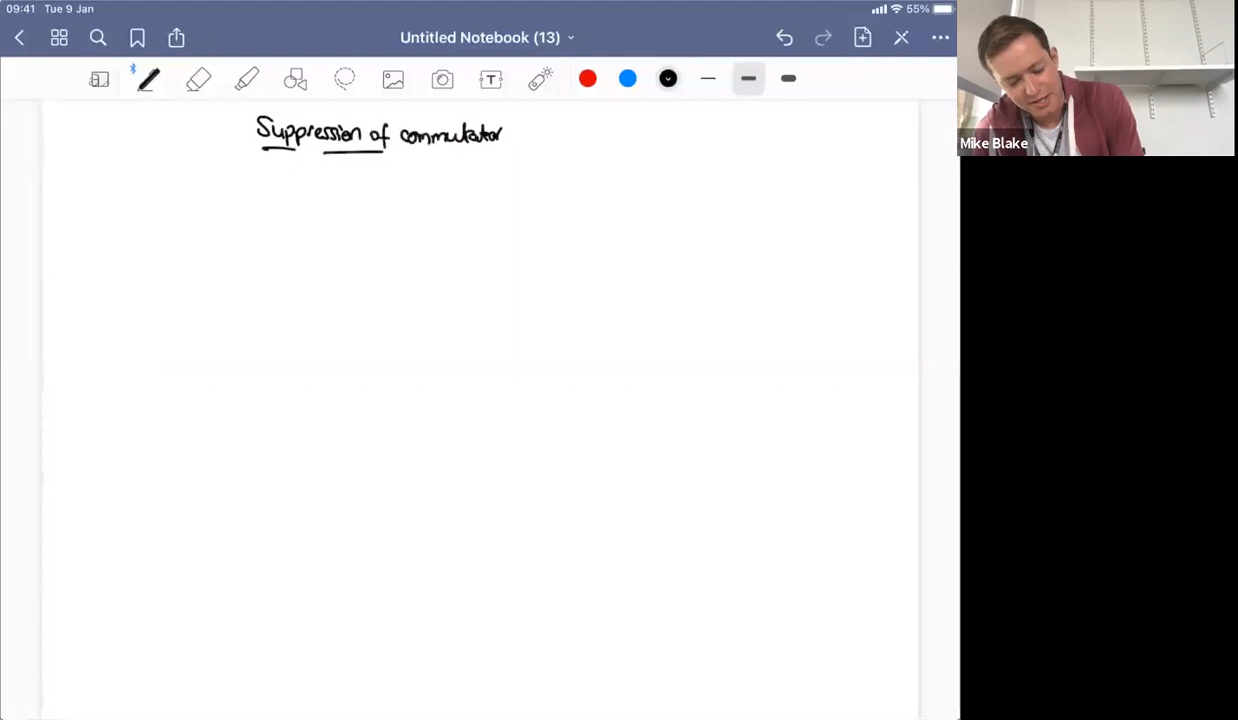 09:41 Tue 9 Jan
55%
Untitled Notebook (13)
T
Suppression of commutator
Mike Blake